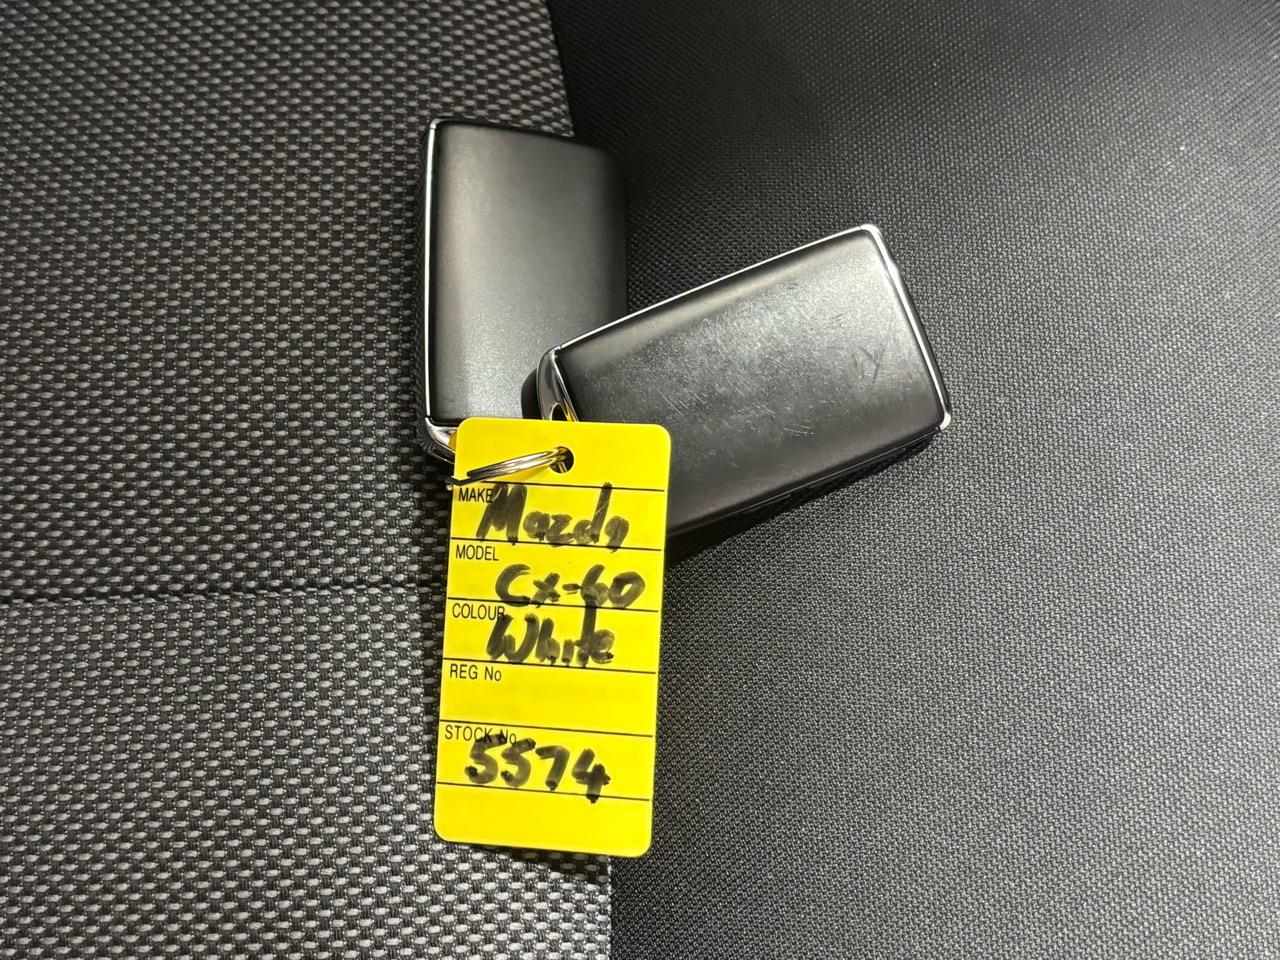 MAKE Mazda
MODEL
Cx-60
COLOUR
White
REG No
STOCK No
5574